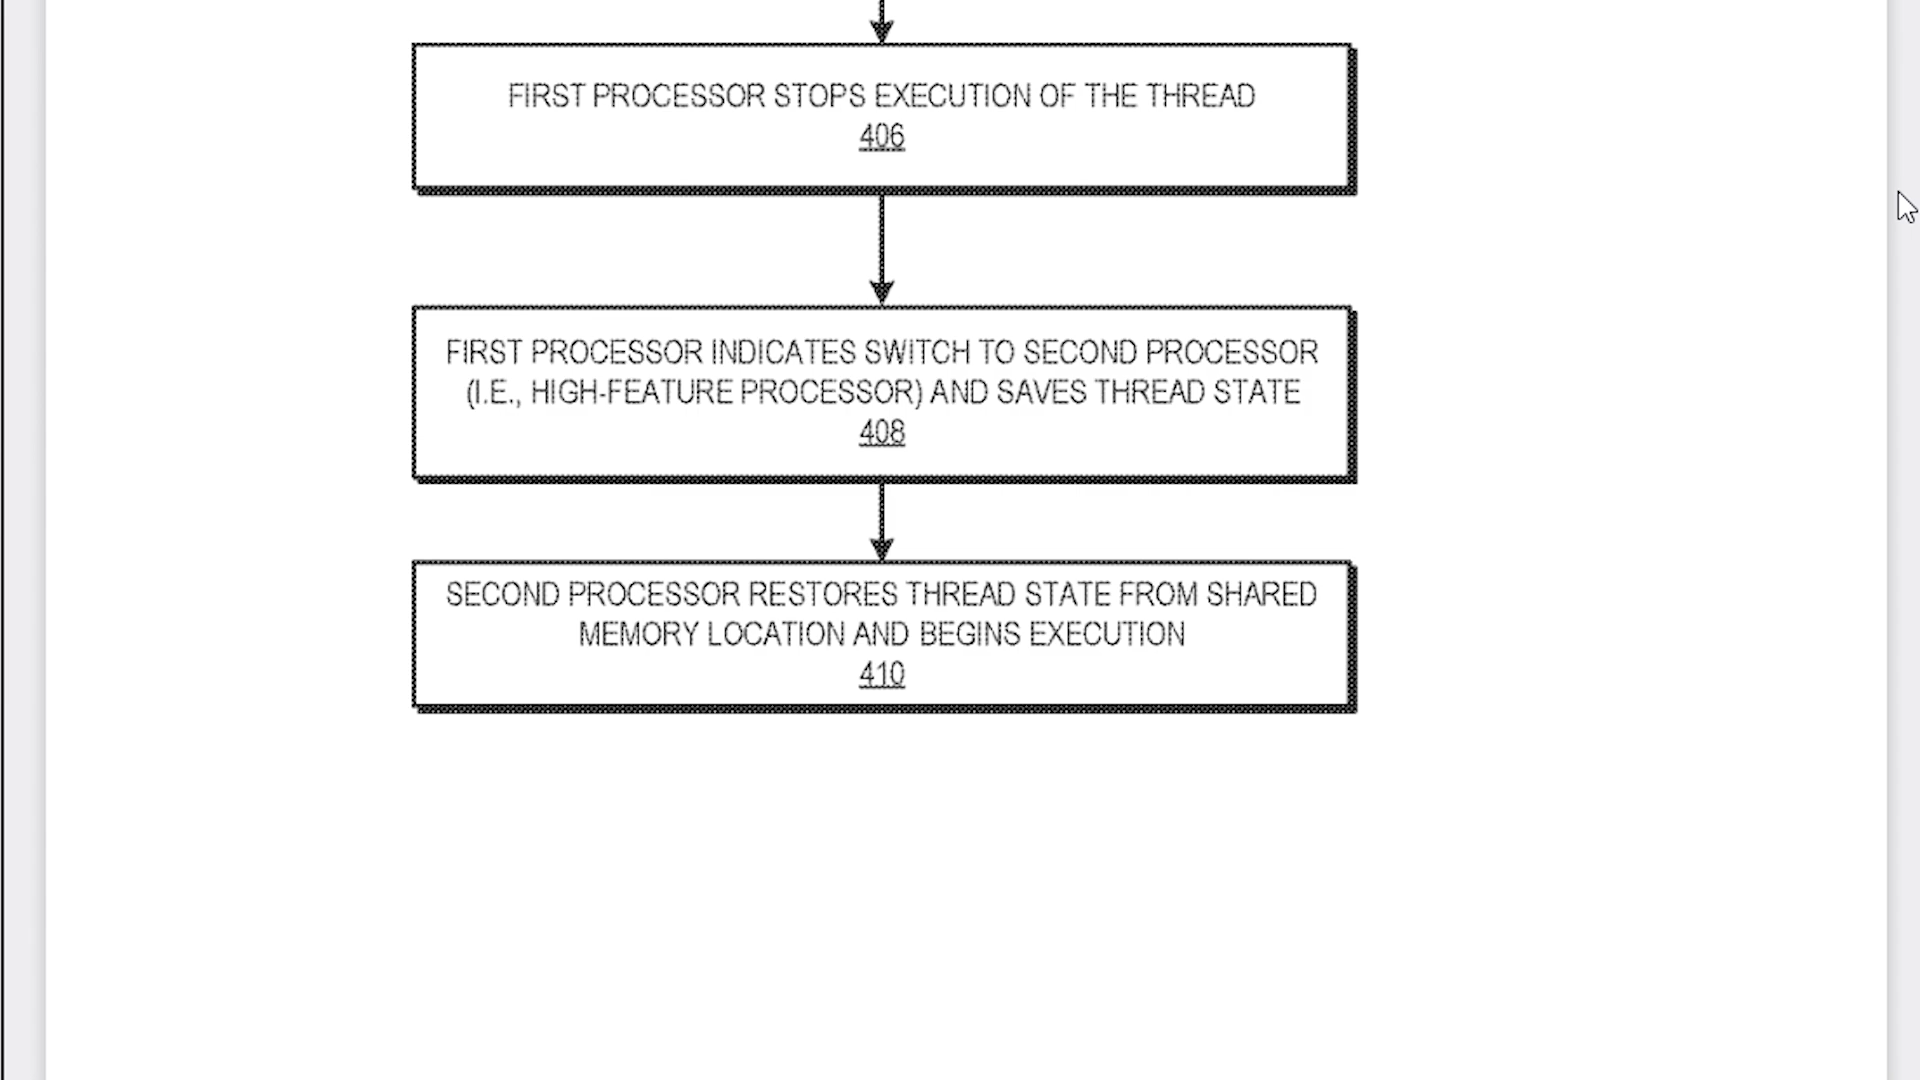 FIRST PROCESSOR STOPS EXECUTION OF THE THREAD
406
FIRST PROCESSOR INDICATES SWITCH TO SECOND PROCESSOR
(I.E., HIGH-FEATURE PROCESSOR) AND SAVES THREAD STATE
408
SECOND PROCESSOR RESTORES THREAD STATE FROM SHARED
MEMORY LOCATION AND BEGINS EXECUTION
410